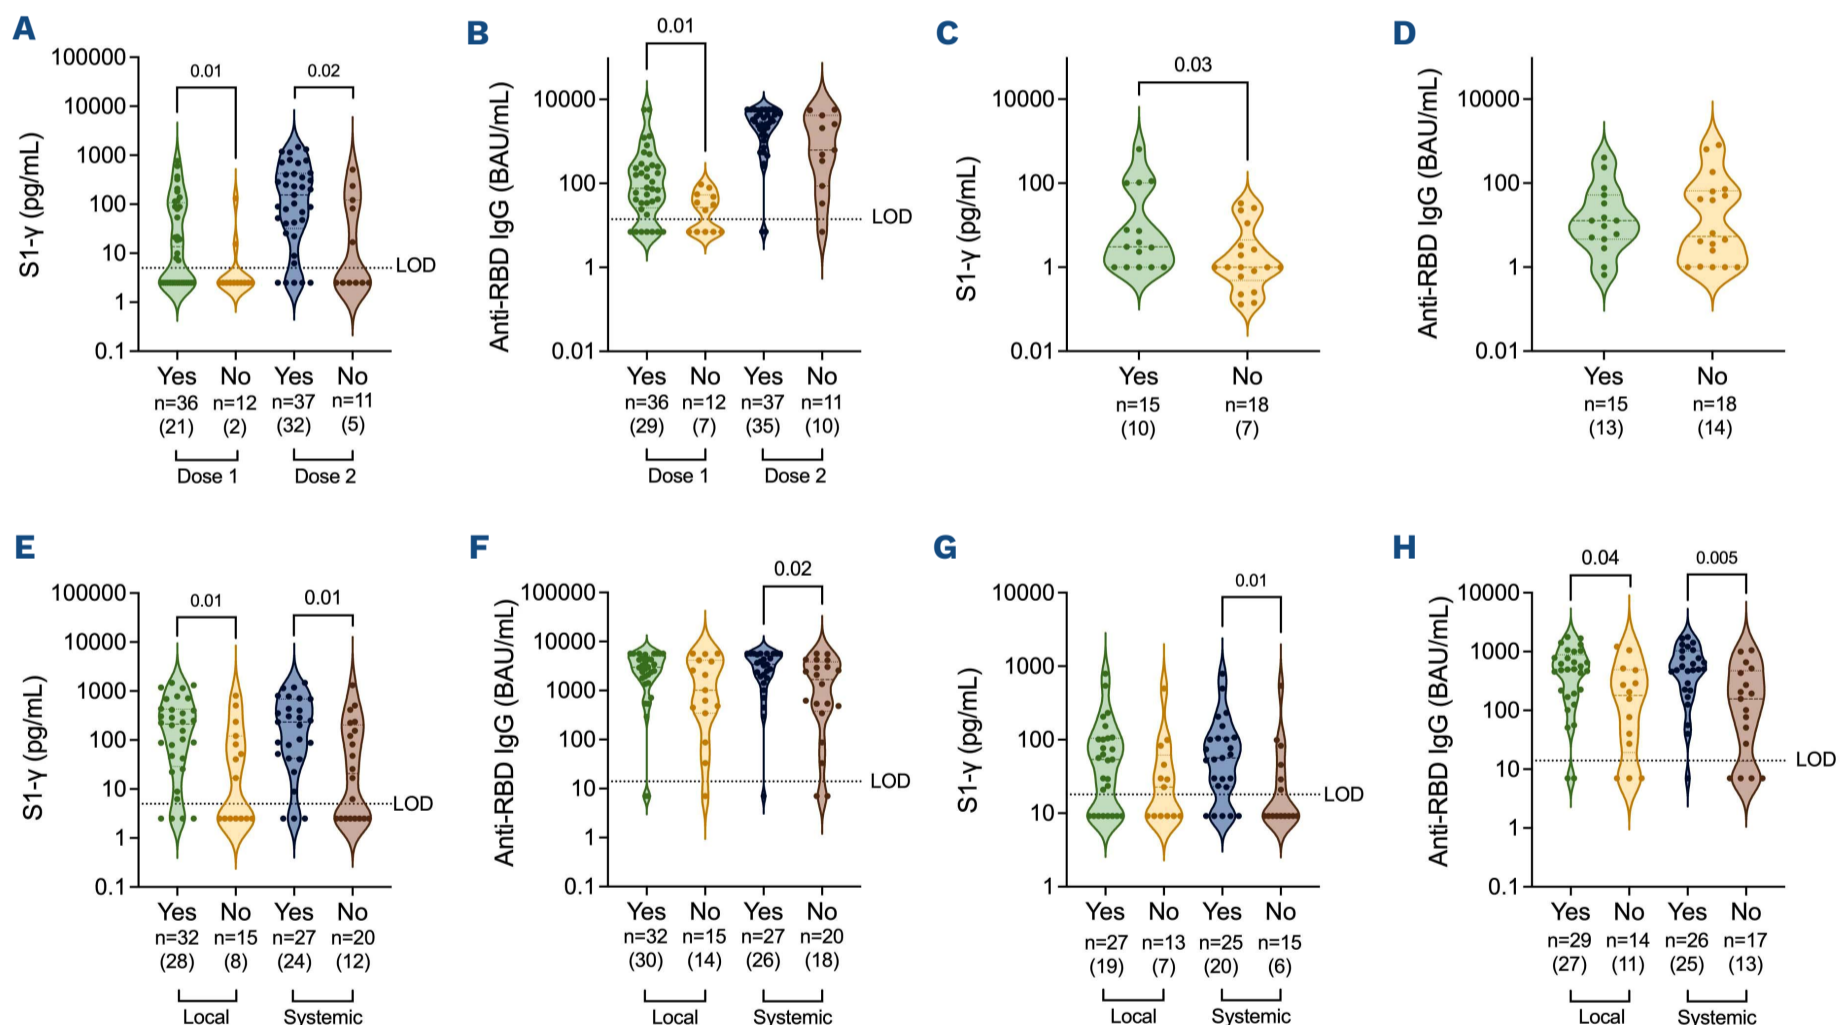 A
S1-γ (pg/mL)
100000
10000
1000
100
10
1
0.1
0.01
0.02
LOD
Yes No Yes No
n=36 n=12 n=37 n=11
(21) (2) (32) (5)
Dose 1 Dose 2
B
Anti-RBD IgG (BAU/mL)
10000
100
1
0.01
0.01
LOD
Yes No Yes No
n=36 n=12 n=37 n=11
(29) (7) (35) (10)
Dose 1 Dose 2
C
S1-γ (pg/mL)
10000
100
1
0.01
0.03
Yes No
n=15 n=18
(10) (7)
D
Anti-RBD IgG (BAU/mL)
10000
100
1
0.01
Yes No
n=15 n=18
(13) (14)
E
S1-γ (pg/mL)
100000
10000
1000
100
10
1
0.1
0.01
0.01
LOD
Yes No Yes No
n=32 n=15 n=27 n=20
(28) (8) (24) (12)
Local Systemic
F
Anti-RBD IgG (BAU/mL)
100000
10000
1000
100
10
1
0.1
0.02
LOD
Yes No Yes No
n=32 n=15 n=27 n=20
(30) (14) (26) (18)
Local Systemic
G
S1-γ (pg/mL)
10000
1000
100
10
1
0.01
LOD
Yes No Yes No
n=27 n=13 n=25 n=15
(19) (7) (20) (6)
Local Systemic
H
Anti-RBD IgG (BAU/mL)
10000
1000
100
10
1
0.1
0.04
0.005
LOD
Yes No Yes No
n=29 n=14 n=26 n=17
(27) (11) (25) (13)
Local Systemic